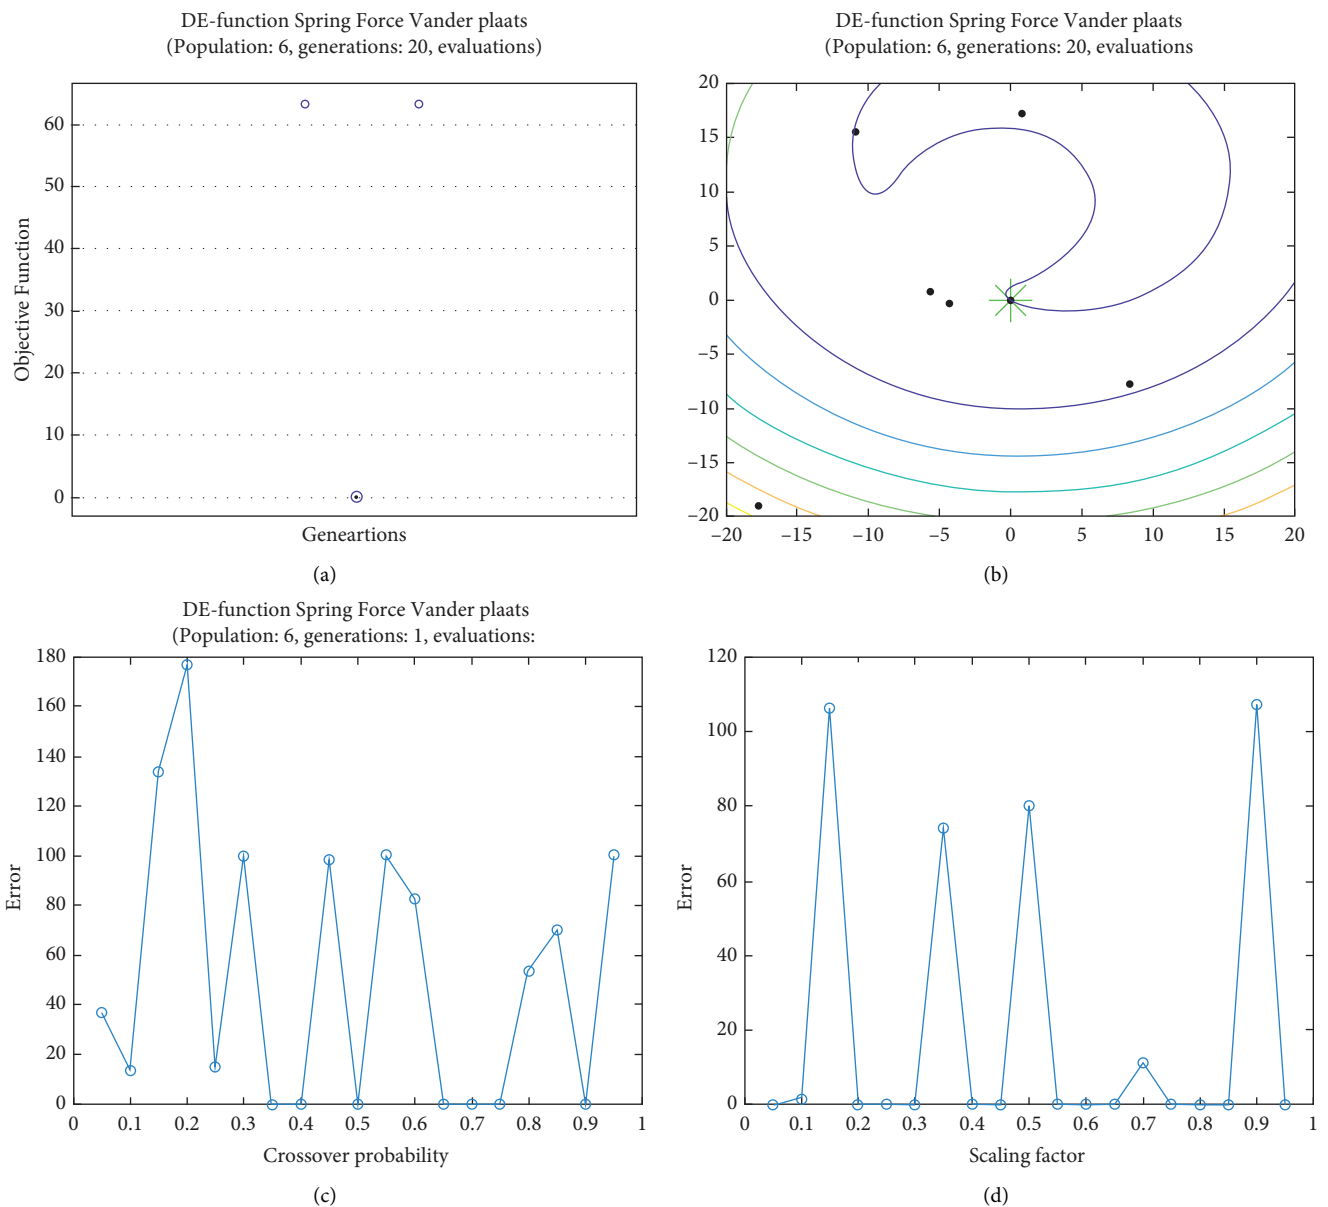 DE-function Spring Force Vander plaats
(Population: 6, generations: 20, evaluations)
60
50
40
30
20
10
0
Objective Function
Geneartions
(a)
DE-function Spring Force Vander plaats
(Population: 6, generations: 20, evaluations
20
15
10
5
0
−5
−10
−15
−20
−20 −15 −10 −5 0 5 10 15 20
(b)
DE-function Spring Force Vander plaats
(Population: 6, generations: 1, evaluations:
180
160
140
120
100
80
60
40
20
0
Error
0 0.1 0.2 0.3 0.4 0.5 0.6 0.7 0.8 0.9 1
Crossover probability
(c)
120
100
80
60
40
20
0
Error
0 0.1 0.2 0.3 0.4 0.5 0.6 0.7 0.8 0.9 1
Scaling factor
(d)